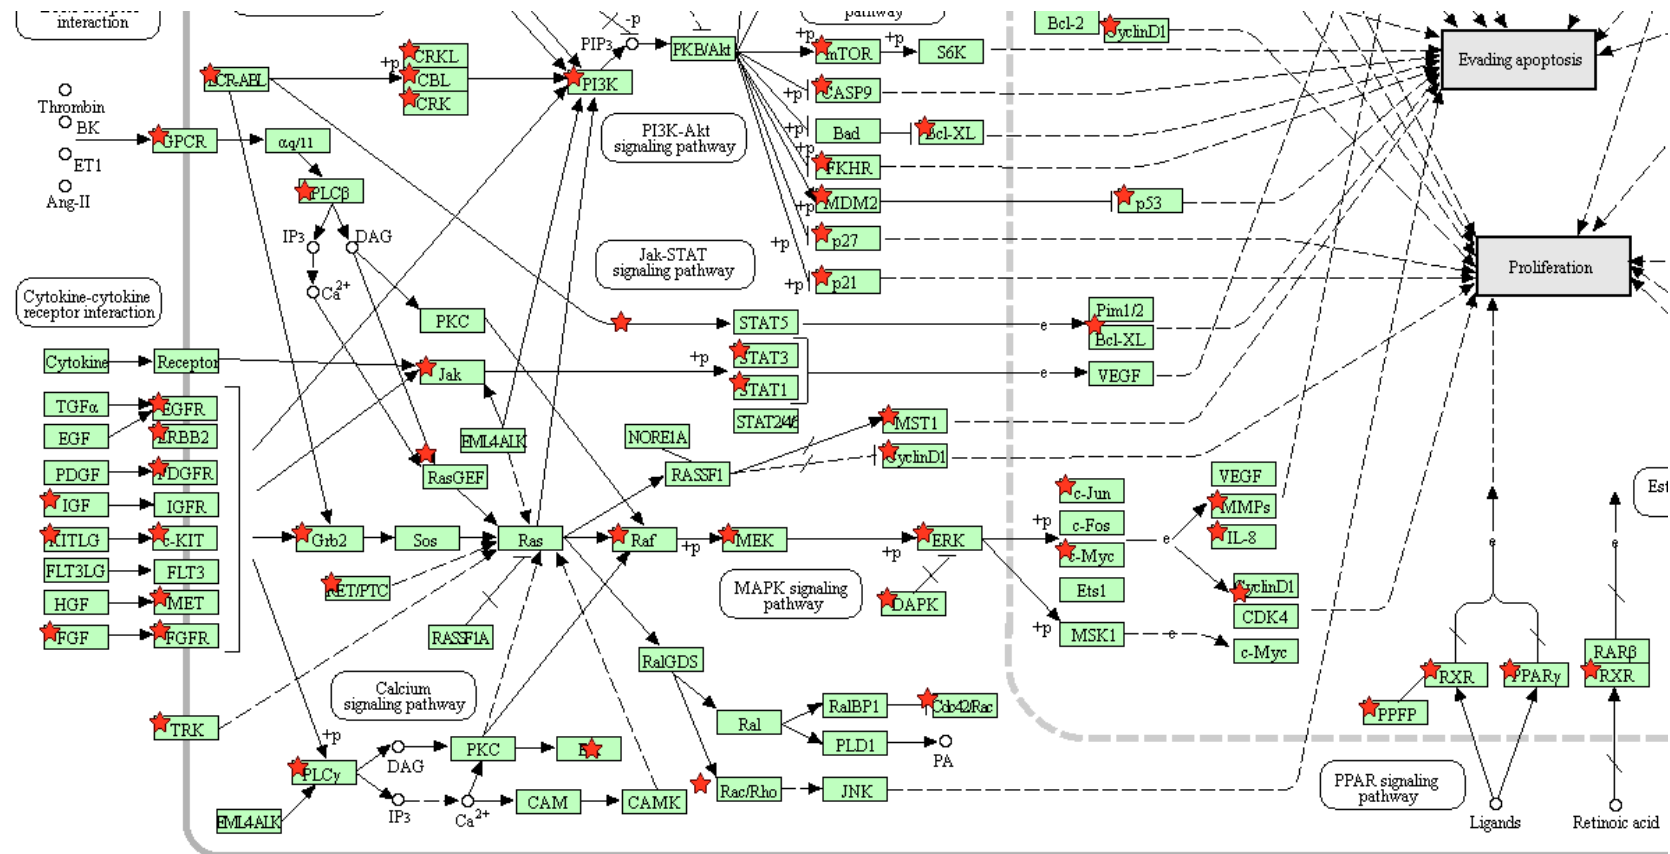 interaction
pathway
Bcl-2
CyclinD1
Evading apoptosis
CRKL
CBL
CRK
+p
BCR-ABL
PI3K
PIP3
-p
PKB/Akt
+p
mTOR
+p
S6K
CASP9
+p
Bad
Bcl-XL
+p
+p
FKHR
MDM2
+p
p53
p27
+p
p21
+p
Thrombin
BK
ET1
Ang-II
GPCR
αq/11
PLCβ
IP3
DAG
Ca2+
PI3K-Akt
signaling pathway
Jak-STAT
signaling pathway
Proliferation
Cytokine-cytokine
receptor interaction
PKC
STAT5
e
Pim1/2
Bcl-XL
Cytokine
Receptor
Jak
+p
STAT3
STAT1
e
VEGF
TGFα
EGF
EGFR
ERBB2
EML4ALK
NORE1A
MST1
CyclinD1
PDGF
PDGFR
RasGEF
RASSF1
IGF
IGFR
c-Jun
VEGF
MMPs
KITLG
c-KIT
Grb2
Sos
Ras
Raf
+p
MEK
+p
ERK
+p
c-Fos
c-Myc
e
IL-8
e
e
FLT3LG
FLT3
RET/PTC
MAPK signaling
pathway
DAPK
Ets1
CyclinD1
CDK4
HGF
MET
FGF
FGFR
RASSF1A
+p
MSK1
e
c-Myc
RalGDS
RARβ
RXR
PPARγ
RXR
PPFP
Calcium
signaling pathway
TRK
+p
PLCγ
DAG
IP3
PKC
Ca2+
CAM
CAMK
EML4ALK
Ral
RalBP1
Cdc42/Rac
PLD1
PA
Rac/Rho
JNK
PPAR signaling
pathway
Ligands
Retinoic acid